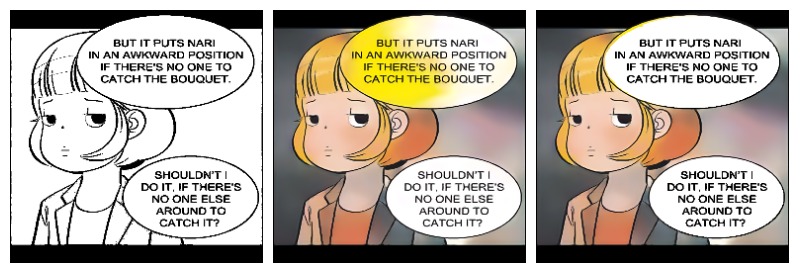 BUT IT PUTS NARI
IN AN AWKWARD POSITION
IF THERE'S NO ONE TO
CATCH THE BOUQUET.
SHOULDN'T I
DO IT, IF THERE'S
NO ONE ELSE
AROUND TO
CATCH IT?
BUT IT PUTS NARI
IN AN AWKWARD POSITION
IF THERE'S NO ONE TO
CATCH THE BOUQUET.
SHOULDN'T I
DO IT, IF THERE'S
NO ONE ELSE
AROUND TO
CATCH IT?
BUT IT PUTS NARI
IN AN AWKWARD POSITION
IF THERE'S NO ONE TO
CATCH THE BOUQUET.
SHOULDN'T I
DO IT, IF THERE'S
NO ONE ELSE
AROUND TO
CATCH IT?